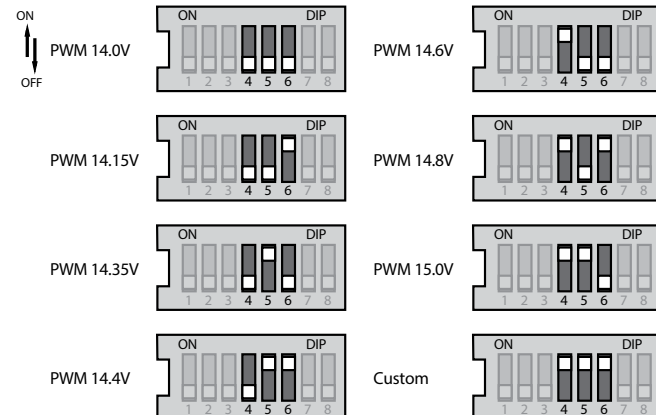 ON
OFF
PWM 14.0V
ON DIP
1 2 3 4 5 6 7 8
PWM 14.6V
ON DIP
1 2 3 4 5 6 7 8
PWM 14.15V
ON DIP
1 2 3 4 5 6 7 8
PWM 14.8V
ON DIP
1 2 3 4 5 6 7 8
PWM 14.35V
ON DIP
1 2 3 4 5 6 7 8
PWM 15.0V
ON DIP
1 2 3 4 5 6 7 8
PWM 14.4V
ON DIP
1 2 3 4 5 6 7 8
Custom
ON DIP
1 2 3 4 5 6 7 8